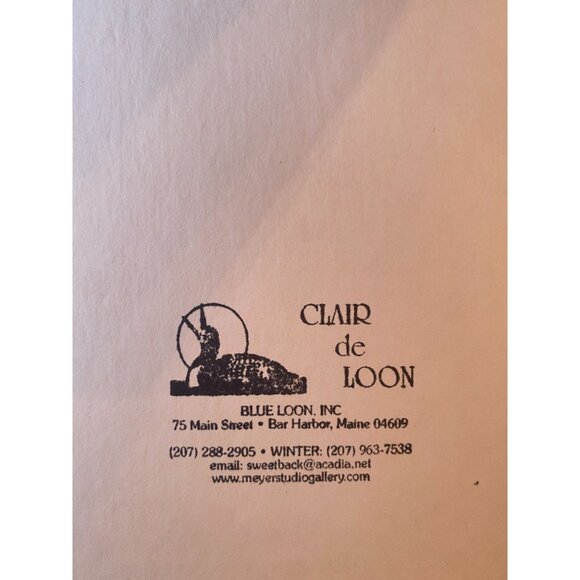 CLAIR
de
LOON
BLUE LOON, INC
75 Main Street • Bar Harbor, Maine 04609
(207) 288-2905 • WINTER: (207) 963-7538
email: sweetback@acadia.net
www.meyerstudiogallery.com